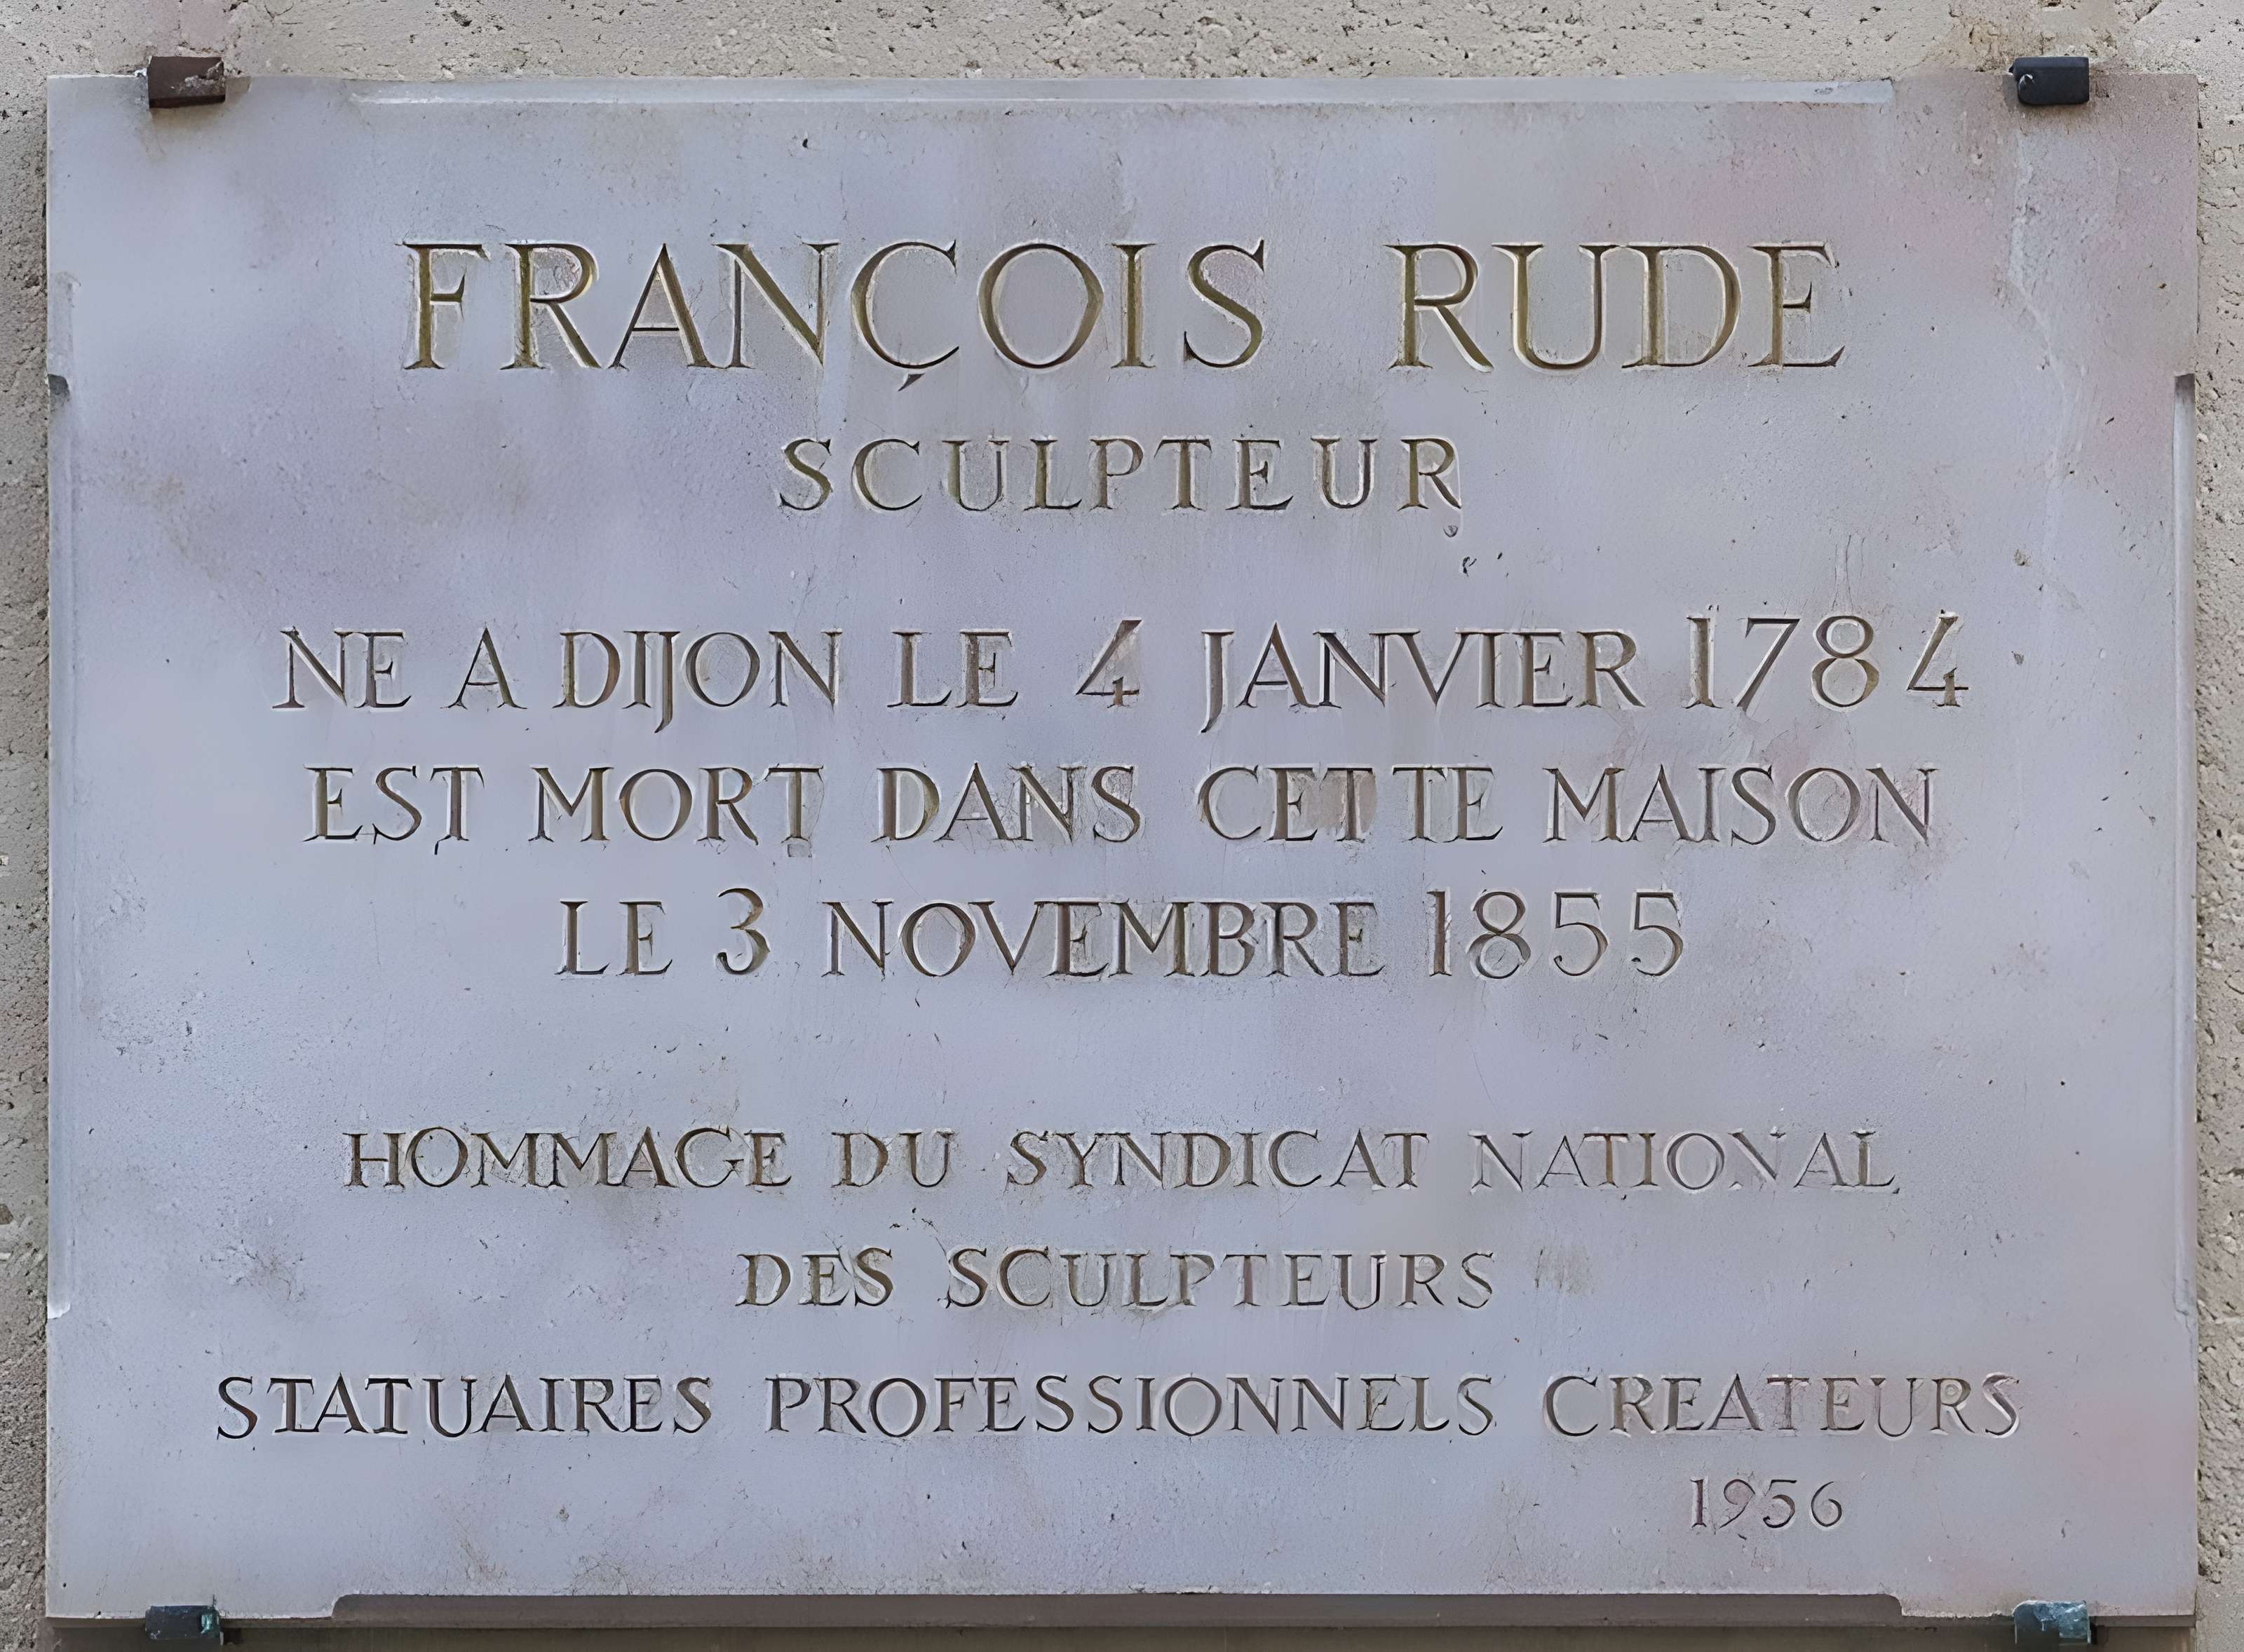 FRANÇOIS RUDE
SCULPTEUR
NE A DIJON LE 4 JANVIER 1784
EST MORT DANS CETTE MAISON
LE 3 NOVEMBRE 1855
HOMMAGE DU SYNDICAT NATIONAL
DES SCULPTEURS
STATUAIRES PROFESSIONNELS CREATEURS
1956